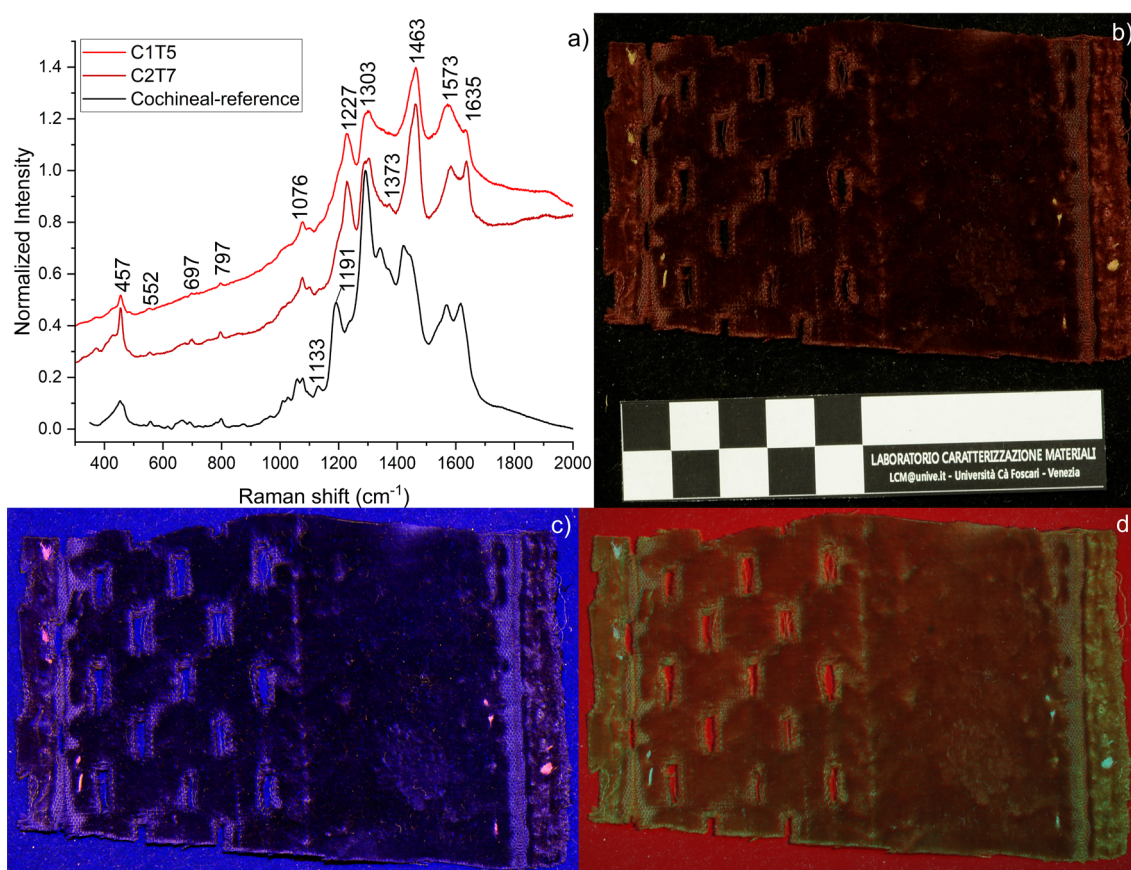 a)
C1T5
C2T7
Cochineal-reference
1.4
1.2
1.0
0.8
0.6
0.4
0.2
0.0
Normalized Intensity
457
552
697
797
1076
1133
1191
1227
1303
1373
1463
1573
1635
400 600 800 1000 1200 1400 1600 1800 2000
Raman shift (cm⁻¹)
b)
LABORATORIO CARATTERIZZAZIONE MATERIALI
LCM@unive.it - Università Cà Foscari - Venezia
c)
d)